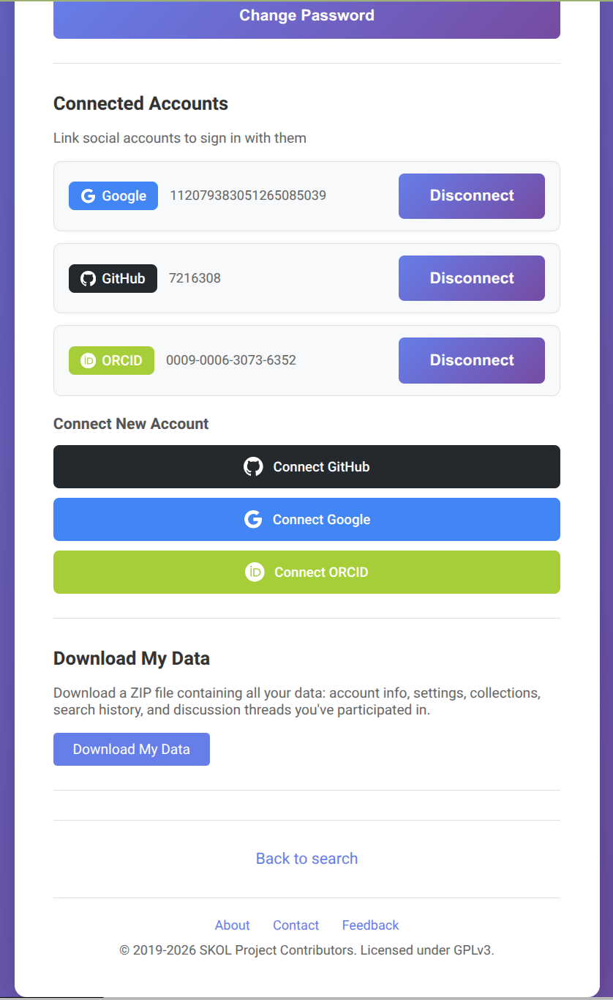 Change Password
Connected Accounts
Link social accounts to sign in with them
Google 112079383051265085039 Disconnect
GitHub 7216308 Disconnect
iD ORCID 0009-0006-3073-6352 Disconnect
Connect New Account
Connect GitHub
Connect Google
iD Connect ORCID
Download My Data
Download a ZIP file containing all your data: account info, settings, collections,
search history, and discussion threads you've participated in.
Download My Data
Back to search
About Contact Feedback
© 2019-2026 SKOL Project Contributors. Licensed under GPLv3.